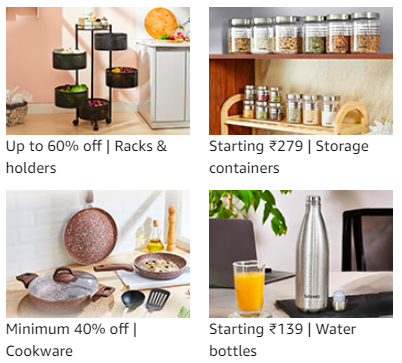 Up to 60% off | Racks &
holders
Starting ₹279 | Storage
containers
Minimum 40% off |
Cookware
Starting ₹139 | Water
bottles